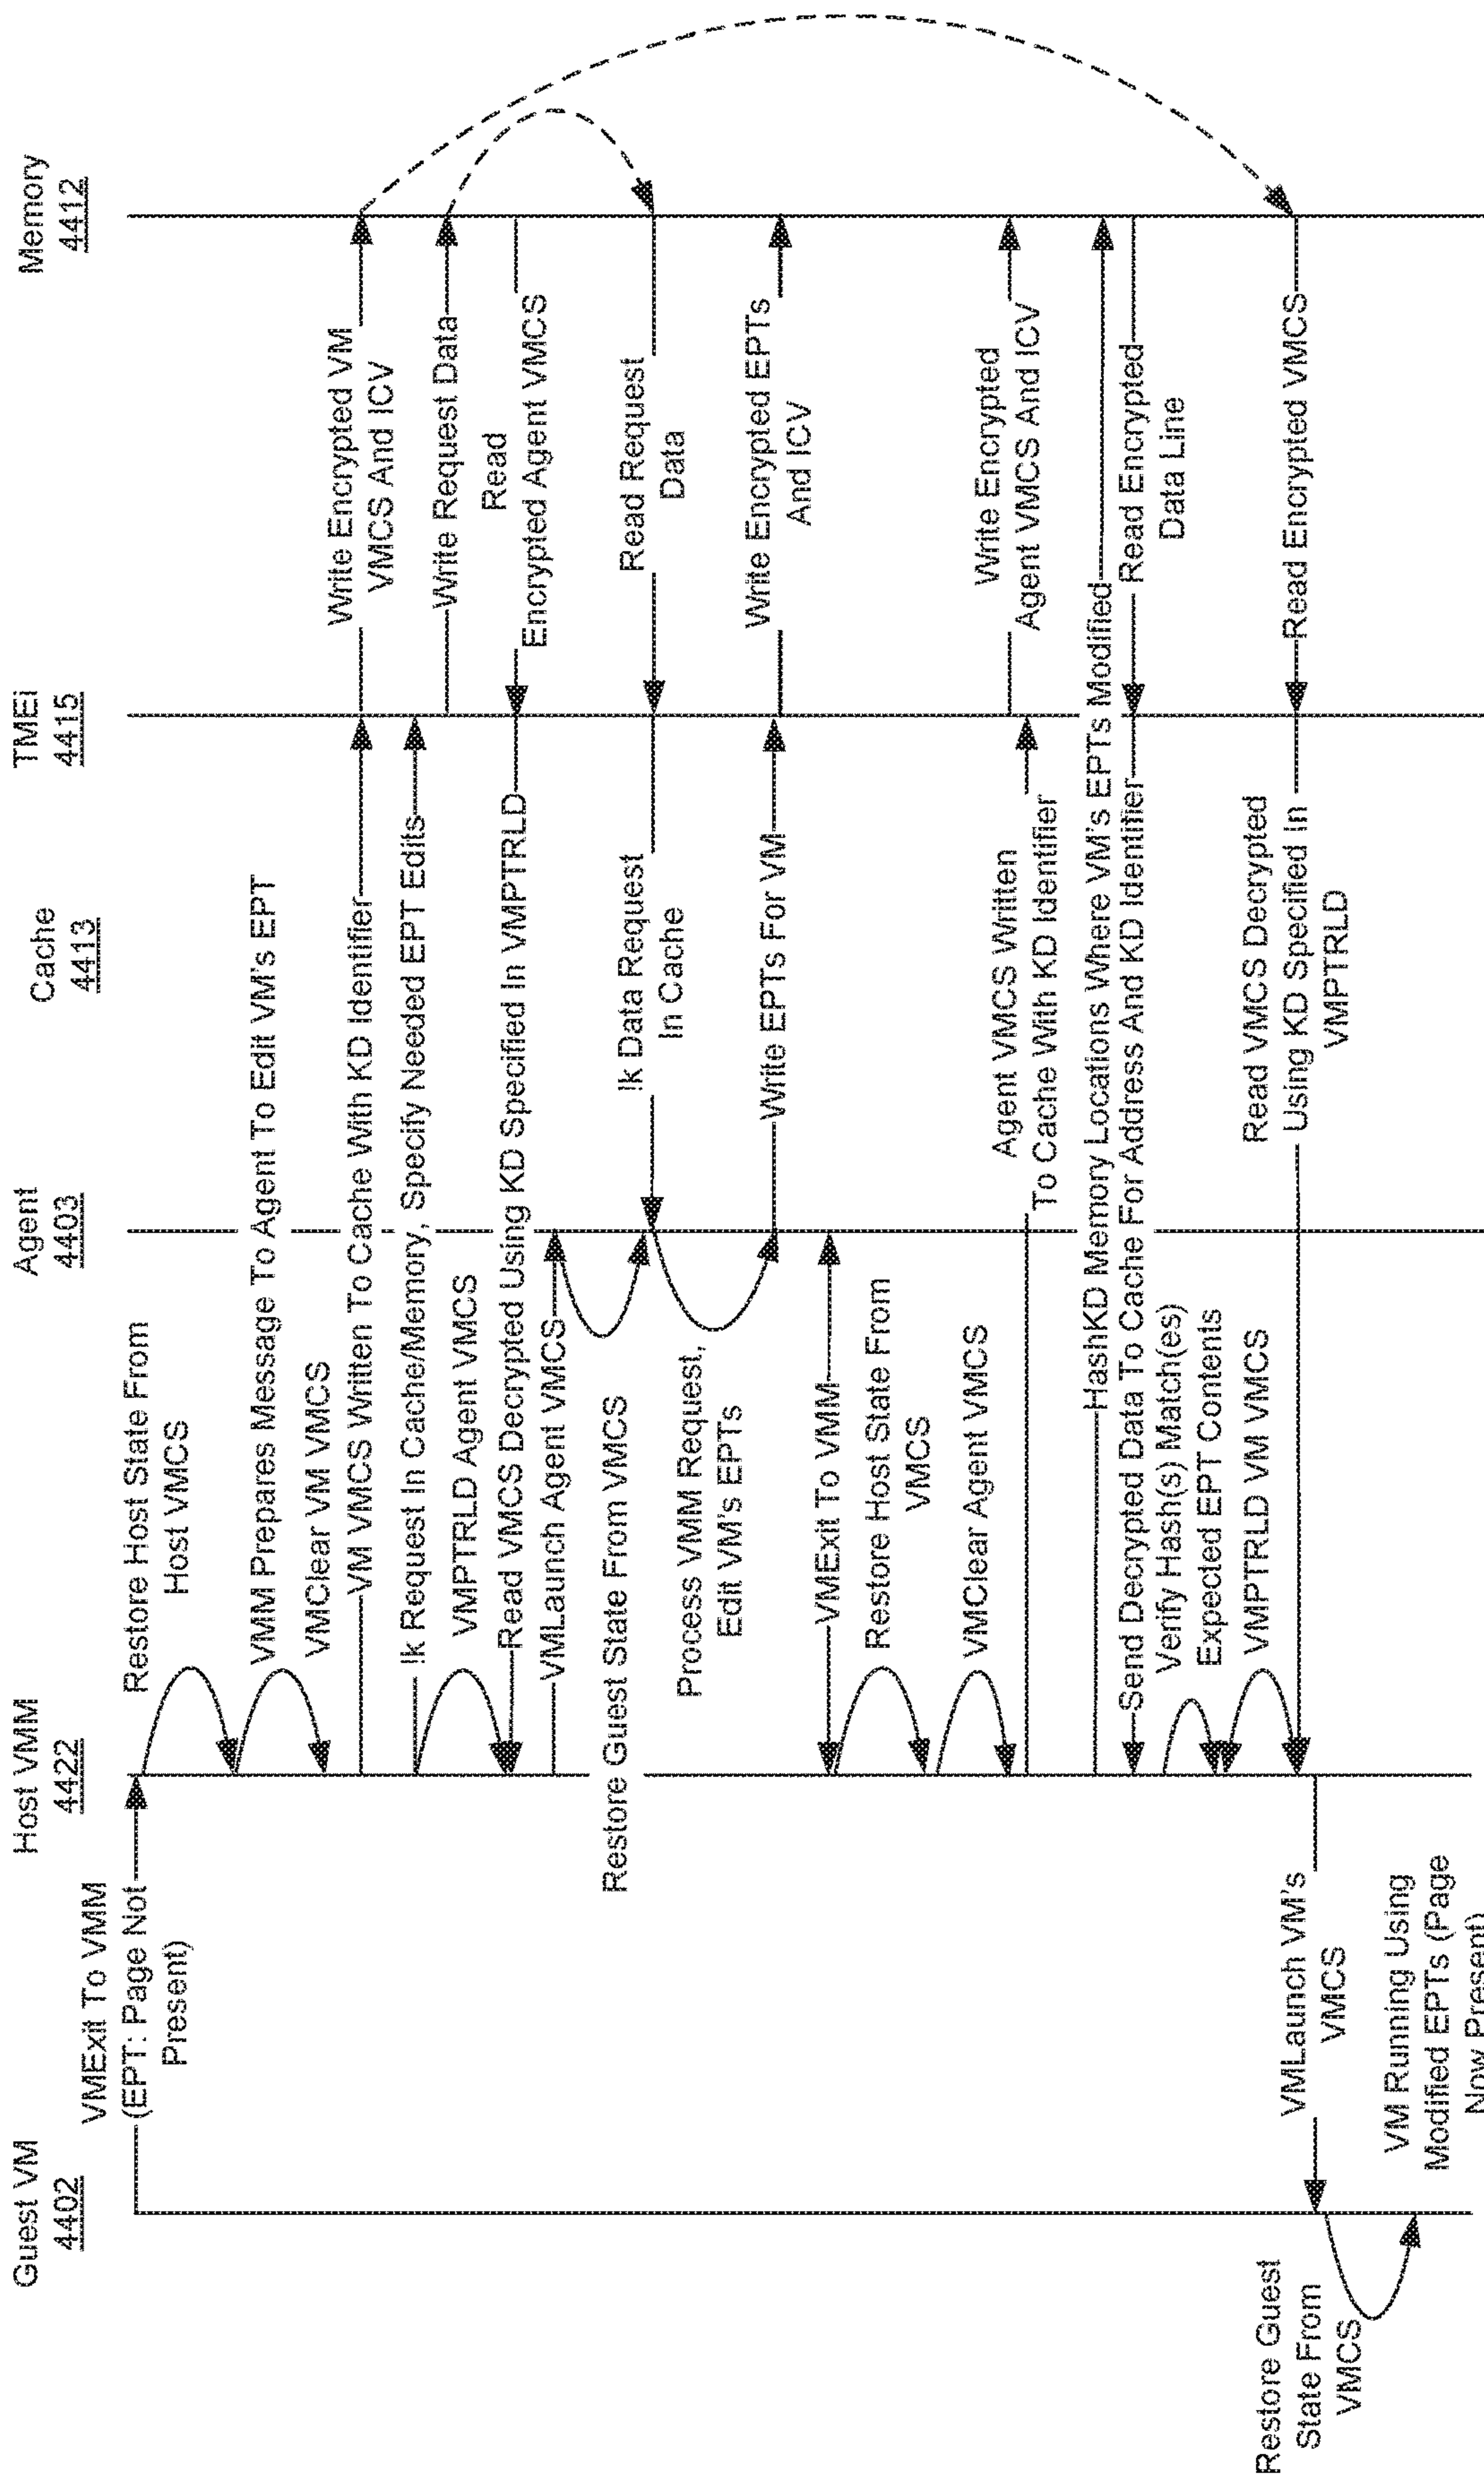 Guest VM
4402
Host VMM
4422
Agent
4403
Cache
4413
TMEi
4415
Memory
4412
VMExit To VMM
(EPT: Page Not
Present)
Restore Host State From
Host VMCS
VMM Prepares Message To Agent To Edit VM's EPT
VMClear VM VMCS
VM VMCS Written To Cache With KD Identifier
Write Encrypted VM
VMCS And ICV
!k Request In Cache/Memory, Specify Needed EPT Edits
Write Request Data
VMPTRLD Agent VMCS
Read VMCS Decrypted Using KD Specified In VMPTRLD
Read
Encrypted Agent VMCS
VMLaunch Agent VMCS
Restore Guest State From VMCS
!k Data Request
In Cache
Read Request
Data
Process VMM Request,
Edit VM's EPTs
Write EPTs For VM
Write Encrypted EPTs
And ICV
VMExit To VMM
Restore Host State From
VMCS
VMClear Agent VMCS
Agent VMCS Written
To Cache With KD Identifier
Write Encrypted
Agent VMCS And ICV
HashKD Memory Locations Where VM's EPTs Modified
Send Decrypted Data To Cache For Address And KD Identifier
Read Encrypted
Data Line
Verify Hash(s) Match(es)
Expected EPT Contents
VMPTRLD VM VMCS
Read VMCS Decrypted
Using KD Specified In
VMPTRLD
Read Encrypted VMCS
VMLaunch VM's
VMCS
Restore Guest
State From
VMCS
VM Running Using
Modified EPTs (Page
Now Present)